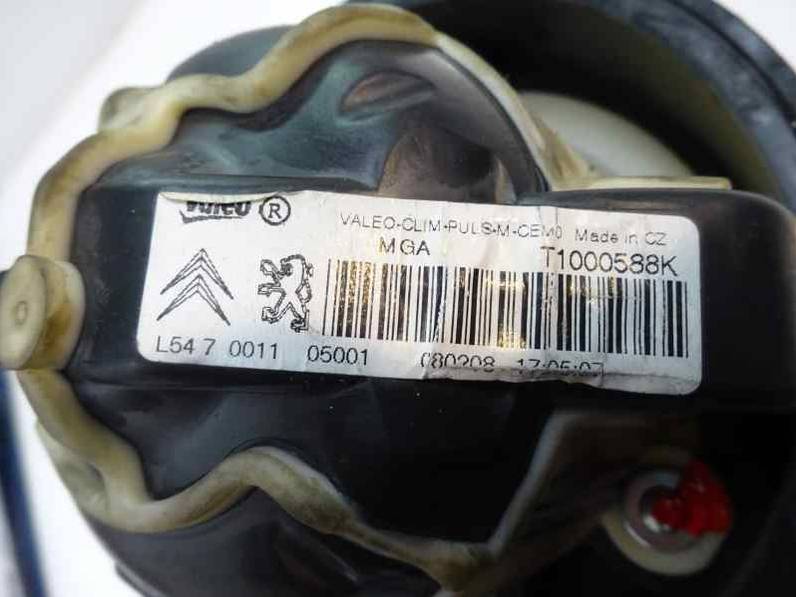 Valeo ®
VALEO-CLIM-PULS-M-CEM0 Made in CZ
MGA T1000588K
L54 7 0011 05001 080208 17:05:07